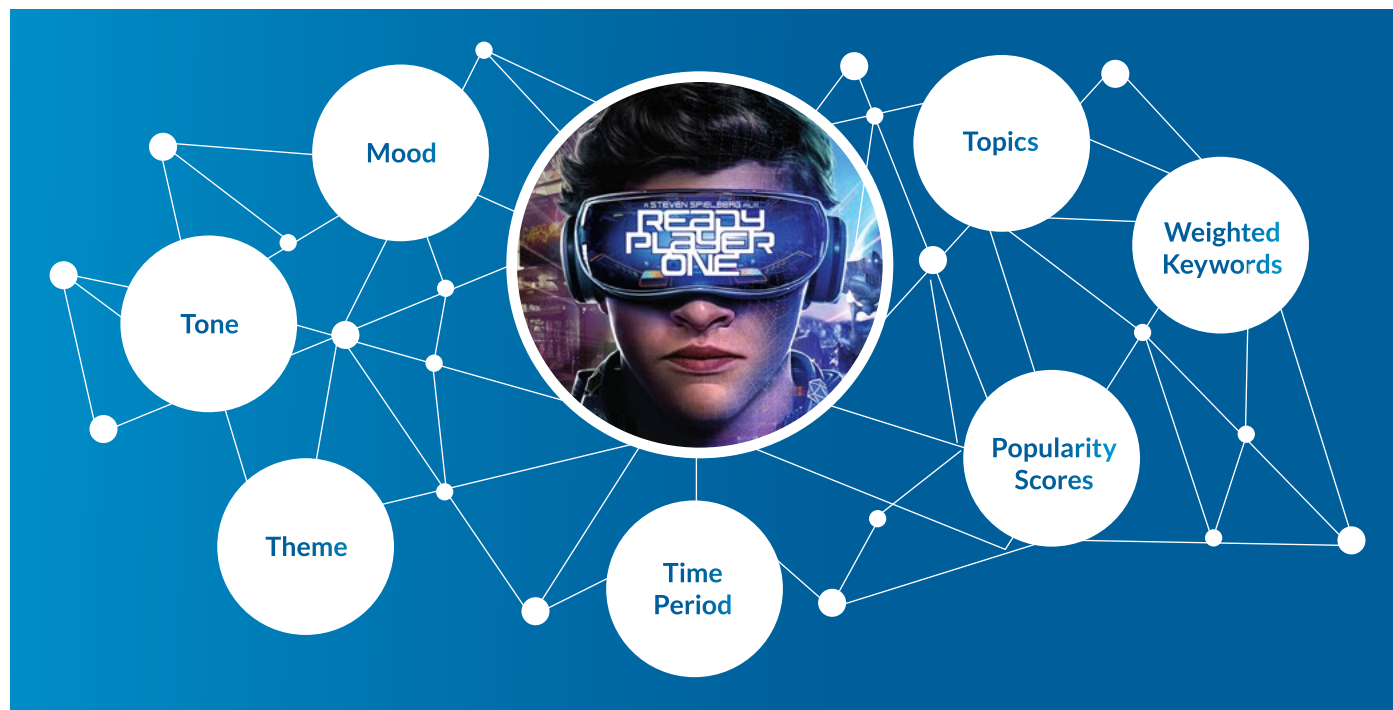 Mood
Topics
Weighted
Keywords
A STEVEN SPIELBERG FILM
READY
PLAYER
ONE
Tone
Popularity
Scores
Theme
Time
Period